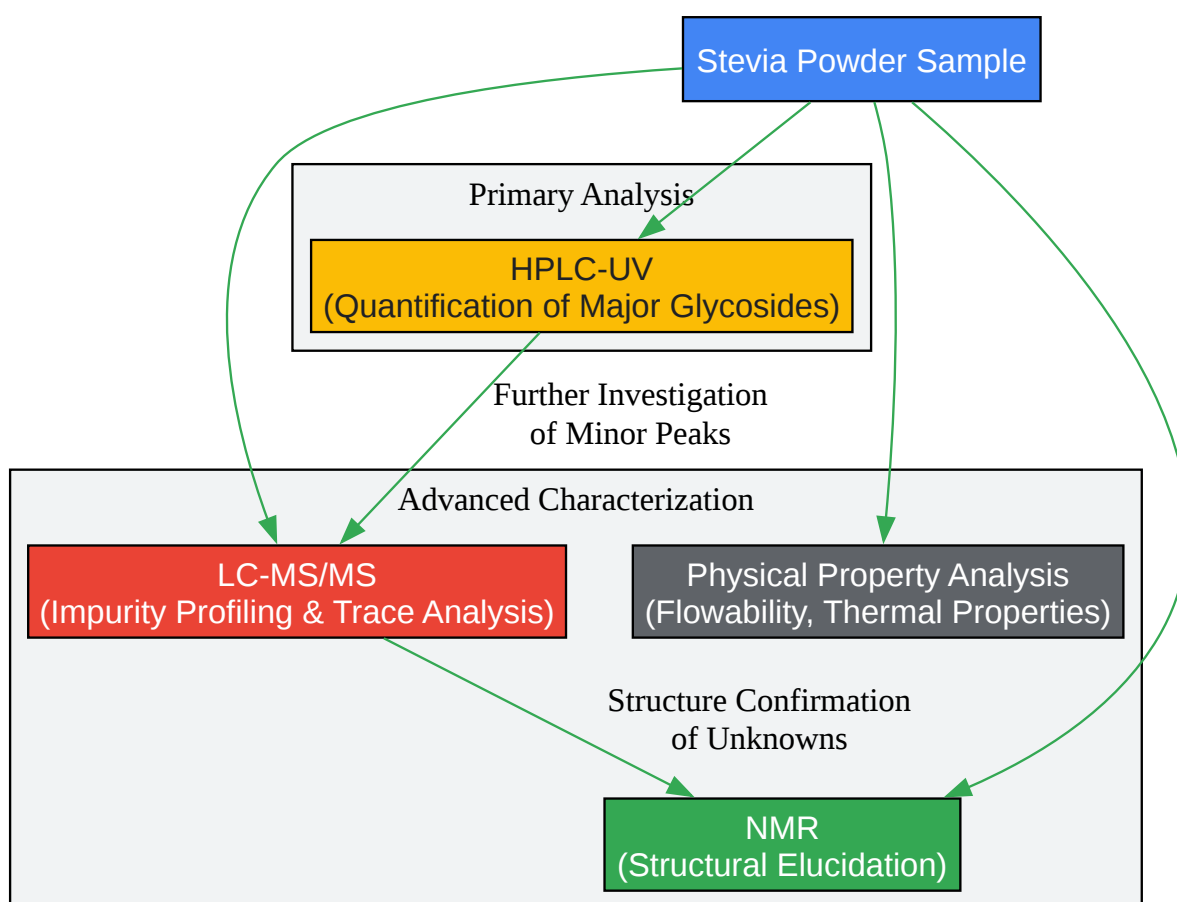 Stevia Powder Sample
Primary Analysis
HPLC-UV
(Quantification of Major Glycosides)
Further Investigation
of Minor Peaks
Advanced Characterization
LC-MS/MS
(Impurity Profiling & Trace Analysis)
Physical Property Analysis
(Flowability, Thermal Properties)
Structure Confirmation
of Unknowns
NMR
(Structural Elucidation)